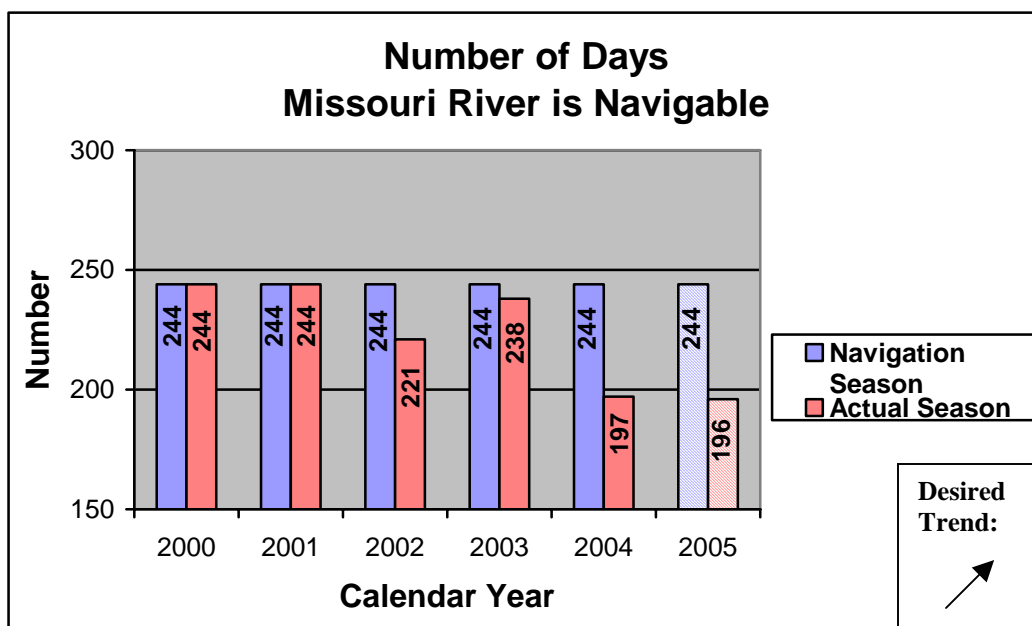 Number of Days
Missouri River is Navigable
300
250
200
150
Number
244
244
244
244
244
221
244
238
244
197
244
196
2000 2001 2002 2003 2004 2005
Calendar Year
Navigation
Season
Actual Season
Desired
Trend: